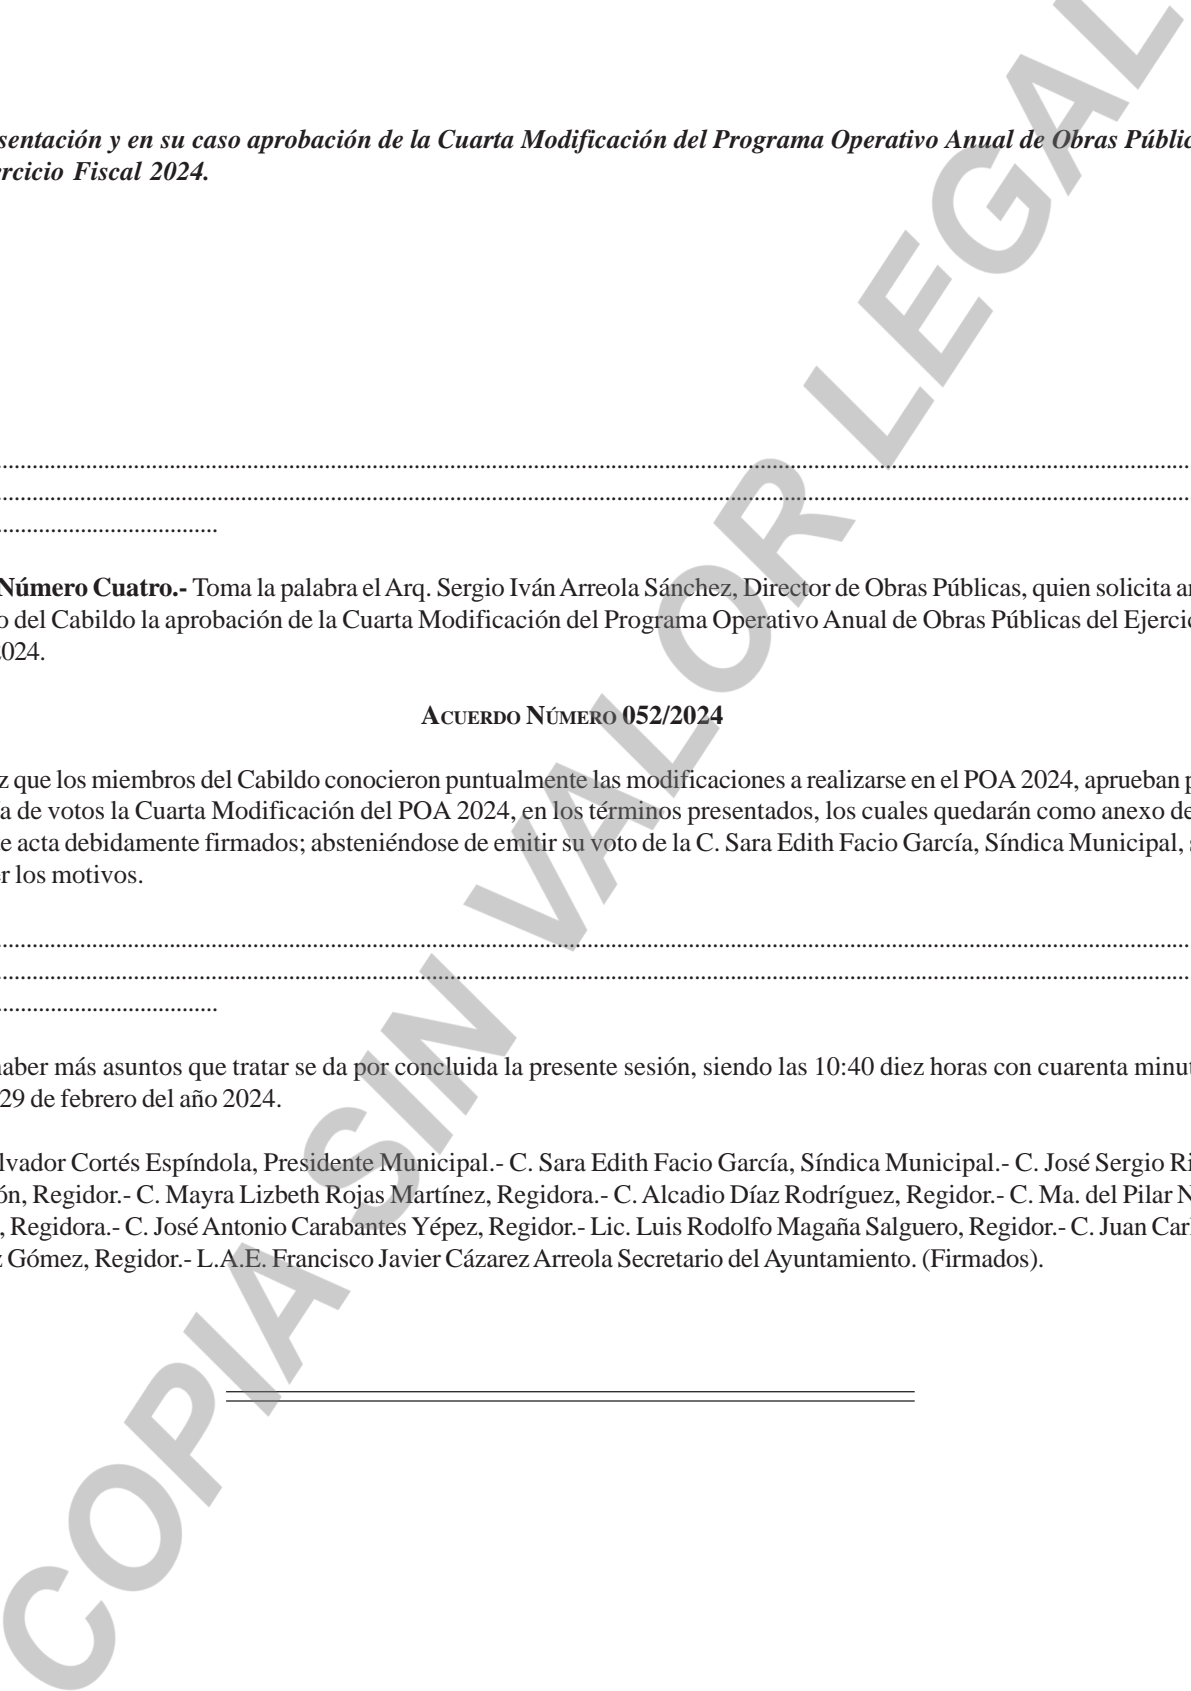 sentación y en su caso aprobación de la Cuarta Modificación del Programa Operativo Anual de Obras Públic
rcicio Fiscal 2024.
..........................................................................................................................
..........................................................................................................................
........................................
Número Cuatro.- Toma la palabra el Arq. Sergio Iván Arreola Sánchez, Director de Obras Públicas, quien solicita an
o del Cabildo la aprobación de la Cuarta Modificación del Programa Operativo Anual de Obras Públicas del Ejercici
2024.
ACUERDO NÚMERO 052/2024
z que los miembros del Cabildo conocieron puntualmente las modificaciones a realizarse en el POA 2024, aprueban p
ía de votos la Cuarta Modificación del POA 2024, en los términos presentados, los cuales quedarán como anexo de
te acta debidamente firmados; absteniéndose de emitir su voto de la C. Sara Edith Facio García, Síndica Municipal, s
er los motivos.
..........................................................................................................................
..........................................................................................................................
........................................
haber más asuntos que tratar se da por concluida la presente sesión, siendo las 10:40 diez horas con cuarenta minut
29 de febrero del año 2024.
lvador Cortés Espíndola, Presidente Municipal.- C. Sara Edith Facio García, Síndica Municipal.- C. José Sergio Ri
ón, Regidor.- C. Mayra Lizbeth Rojas Martínez, Regidora.- C. Alcadio Díaz Rodríguez, Regidor.- C. Ma. del Pilar N
, Regidora.- C. José Antonio Carabantes Yépez, Regidor.- Lic. Luis Rodolfo Magaña Salguero, Regidor.- C. Juan Carl
z Gómez, Regidor.- L.A.E. Francisco Javier Cázarez Arreola Secretario del Ayuntamiento. (Firmados).
COPIA SIN VALOR LEGAL